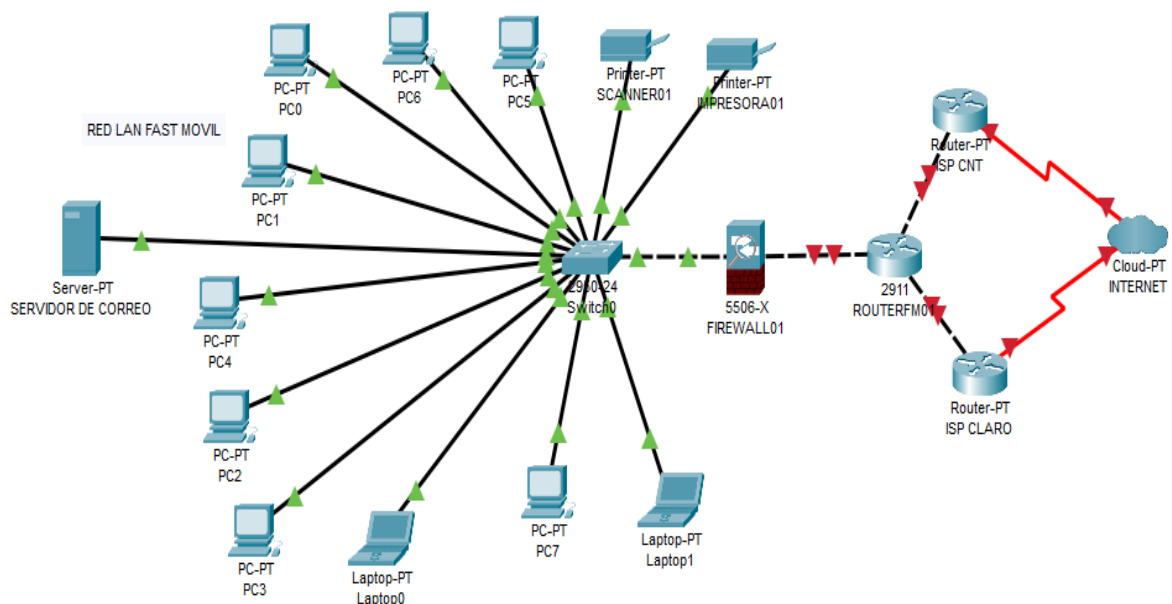 PC-PT
PC0
PC-PT
PC6
PC-PT
PC5
Printer-PT
SCANNER01
Printer-PT
IMPRESORA01
RED LAN FAST MOVIL
PC-PT
PC1
Router-PT
ISP CNT
Server-PT
SERVIDOR DE CORREO
2950-24
Switch0
5506-X
FIREWALL01
2911
ROUTERFM01
Cloud-PT
INTERNET
PC-PT
PC4
Router-PT
ISP CLARO
PC-PT
PC2
PC-PT
PC3
Laptop-PT
Laptop0
PC-PT
PC7
Laptop-PT
Laptop1